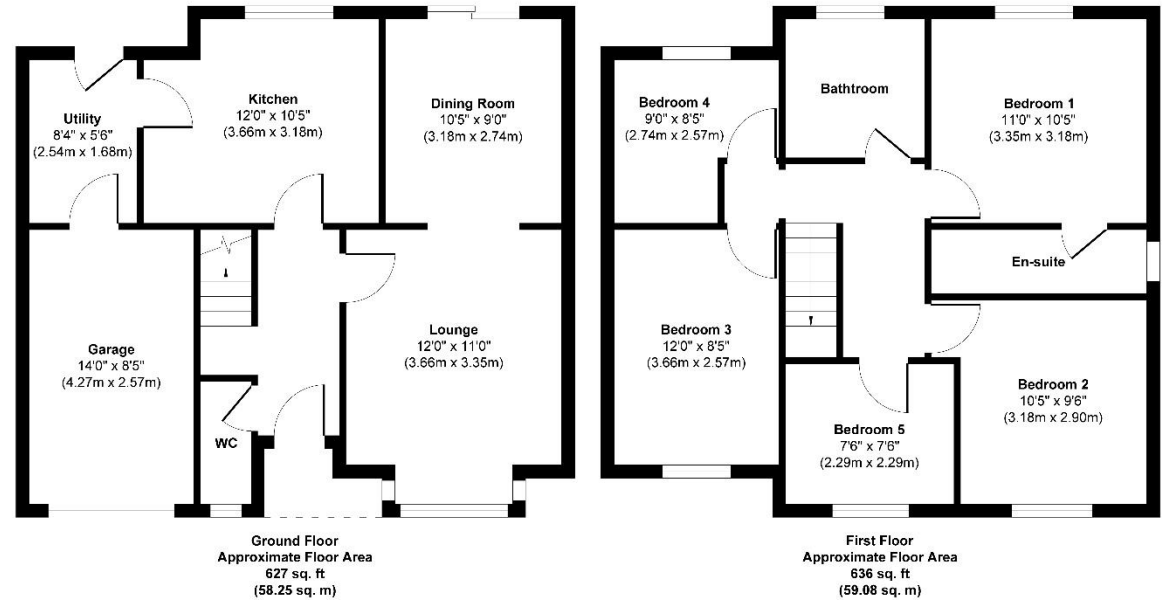 Utility
8'4" x 5'6"
(2.54m x 1.68m)
Kitchen
12'0" x 10'5"
(3.66m x 3.18m)
Dining Room
10'5" x 9'0"
(3.18m x 2.74m)
Garage
14'0" x 8'5"
(4.27m x 2.57m)
WC
Lounge
12'0" x 11'0"
(3.66m x 3.35m)
Ground Floor
Approximate Floor Area
627 sq. ft
(58.25 sq. m)
Bedroom 4
9'0" x 8'5"
(2.74m x 2.57m)
Bathtroom
Bedroom 1
11'0" x 10'5"
(3.35m x 3.18m)
En-suite
Bedroom 3
12'0" x 8'5"
(3.66m x 2.57m)
Bedroom 5
7'6" x 7'6"
(2.29m x 2.29m)
Bedroom 2
10'5" x 9'6"
(3.18m x 2.90m)
First Floor
Approximate Floor Area
636 sq. ft
(59.08 sq. m)